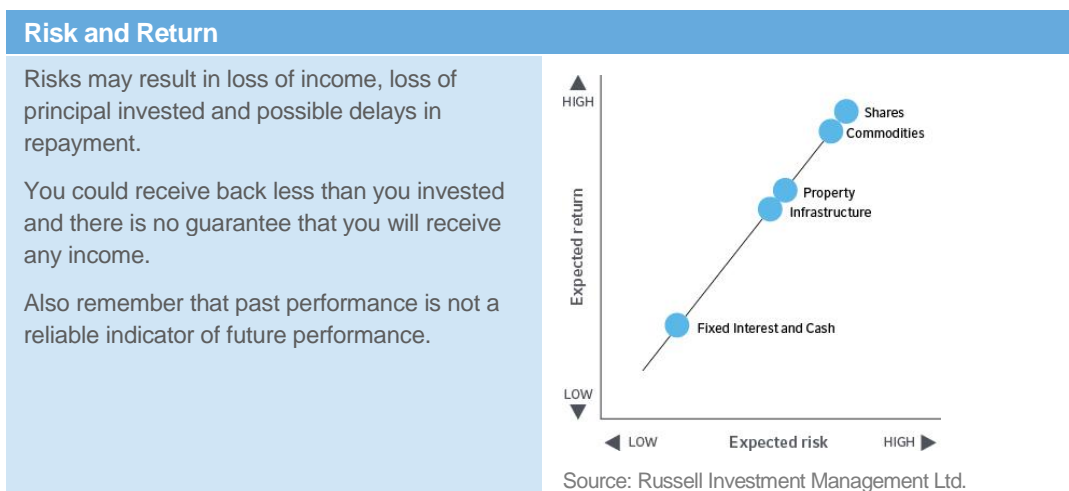 Risk and Return
Risks may result in loss of income, loss of
principal invested and possible delays in
repayment.
You could receive back less than you invested
and there is no guarantee that you will receive
any income.
Also remember that past performance is not a
reliable indicator of future performance.
HIGH
Shares
Commodities
Property
Infrastructure
Expected return
Fixed Interest and Cash
LOW
LOW Expected risk HIGH
Source: Russell Investment Management Ltd.